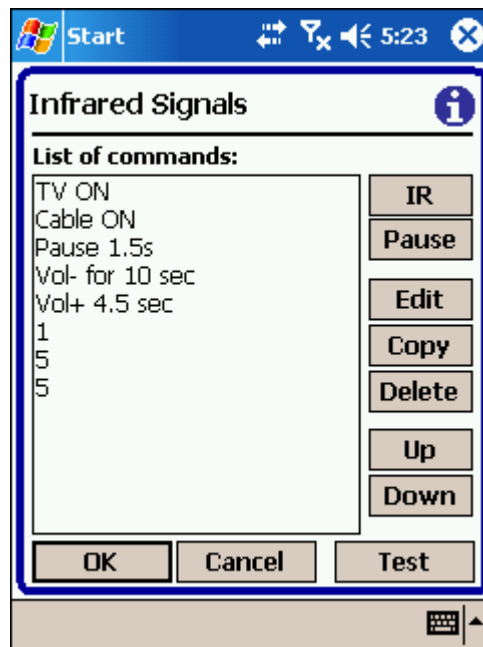 Start 5:23
Infrared Signals
List of commands:
TV ON
Cable ON
Pause 1.5s
Vol- for 10 sec
Vol+ 4.5 sec
1
5
5
IR
Pause
Edit
Copy
Delete
Up
Down
OK Cancel Test